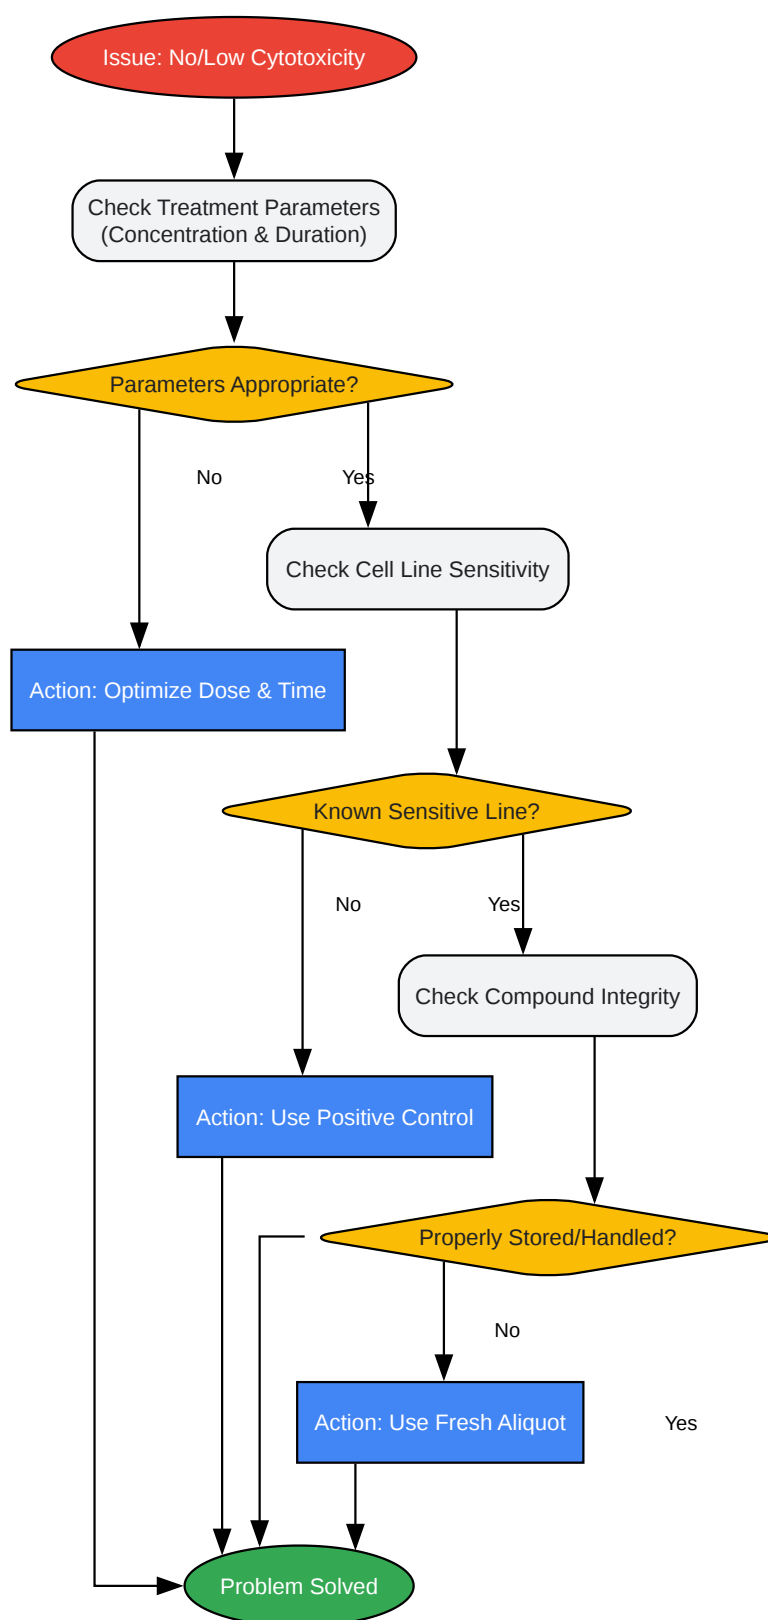 Issue: No/Low Cytotoxicity
Check Treatment Parameters
(Concentration & Duration)
Parameters Appropriate?
No
Yes
Check Cell Line Sensitivity
Action: Optimize Dose & Time
Known Sensitive Line?
No
Yes
Check Compound Integrity
Action: Use Positive Control
Properly Stored/Handled?
No
Action: Use Fresh Aliquot
Yes
Problem Solved